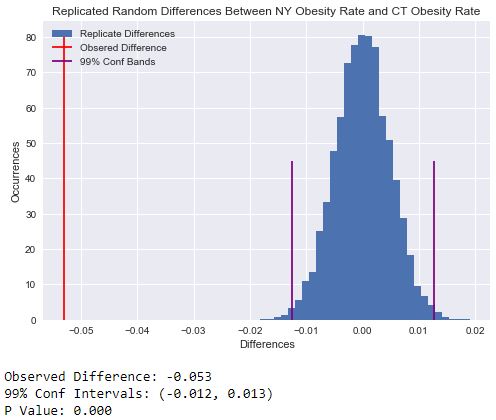 Replicated Random Differences Between NY Obesity Rate and CT Obesity Rate
Replicate Differences
Obsered Difference
99% Conf Bands
80
70
60
50
40
30
20
10
0
Occurrences
−0.05
−0.04
−0.03
−0.02
−0.01
0.00
0.01
0.02
Differences
Observed Difference: -0.053
99% Conf Intervals: (-0.012, 0.013)
P Value: 0.000